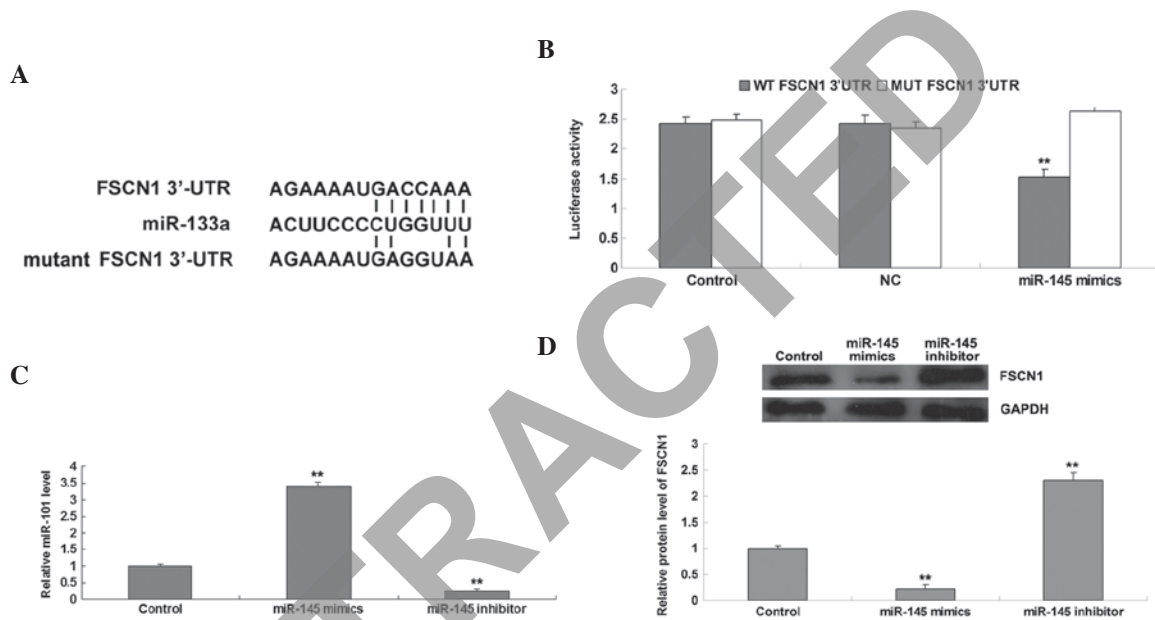 A
FSCN1 3'-UTR AGAAAAUGACCAAA
miR-133a ACUUCCCCUGGUUU
mutant FSCN1 3'-UTR AGAAAAUGAGGUAA
B
WT FSCN1 3'UTR MUT FSCN1 3'UTR
Luciferase activity
3
2.5
2
1.5
1
0.5
0
**
Control NC miR-145 mimics
C
Relative miR-101 level
4
3.5
3
2.5
2
1.5
1
0.5
0
**
**
Control miR-145 mimics miR-145 inhibitor
D
Control miR-145 mimics miR-145 inhibitor
FSCN1
GAPDH
Relative protein level of FSCN1
3
2.5
2
1.5
1
0.5
0
**
**
Control miR-145 mimics miR-145 inhibitor
TRACTED